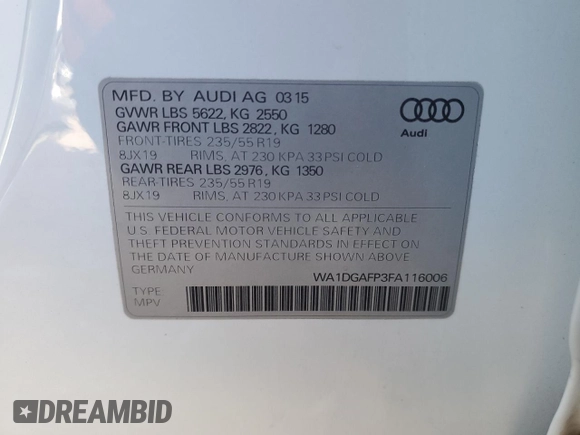 MFD. BY AUDI AG 03 15
GVWR LBS 5622, KG 2550
GAWR FRONT LBS 2822, KG 1280
FRONT-TIRES 235/55 R19
8JX19 RIMS, AT 230 KPA 33 PSI COLD
GAWR REAR LBS 2976, KG 1350
REAR-TIRES 235/55 R19
8JX19 RIMS, AT 230 KPA 33 PSI COLD
Audi
THIS VEHICLE CONFORMS TO ALL APPLICABLE
U.S. FEDERAL MOTOR VEHICLE SAFETY AND
THEFT PREVENTION STANDARDS IN EFFECT
ON THE DATE OF MANUFACTURE SHOWN ABOVE
GERMANY
WA1DGAFP3FA116006
TYPE:
MPV
DREAMBID